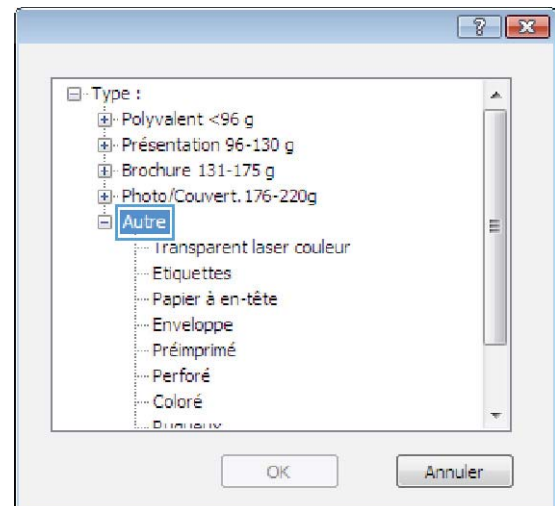 Type :
Polyvalent <96 g
Présentation 96-130 g
Brochure 131-175 g
Photo/Couvert. 176-220g
Autre
Transparent laser couleur
Etiquettes
Papier à en-tête
Enveloppe
Préimprimé
Perforé
Coloré
OK Annuler